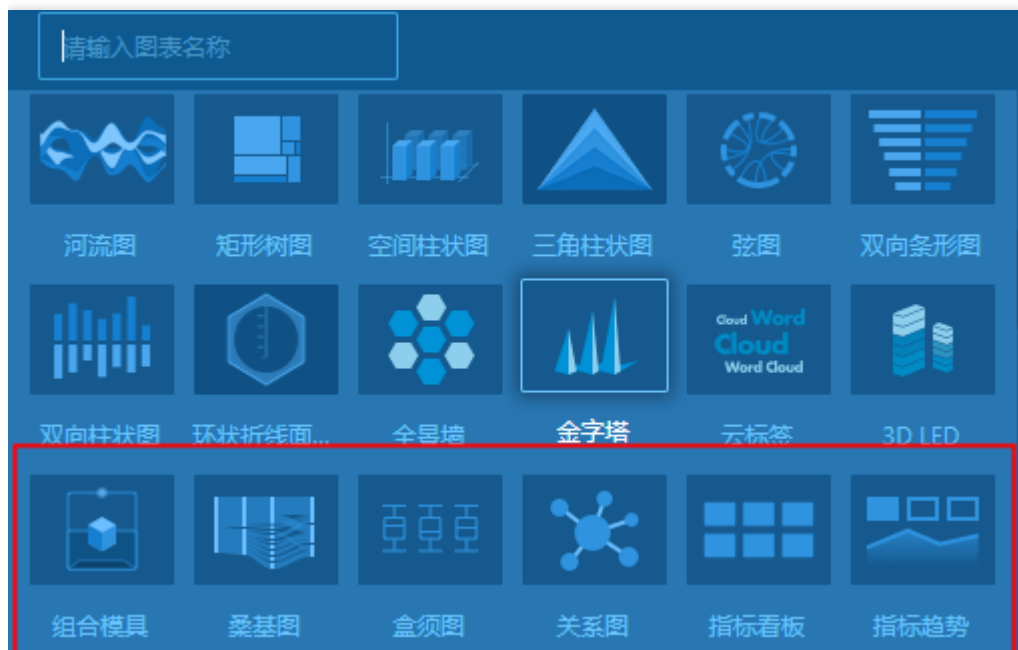 请输入图表名称
河流图 矩形树图 空间柱状图 三角柱状图 弦图 双向条形图
Cloud Word
Cloud
Word Cloud
双向柱状图 环状折线面... 全景墙 金字塔 云标签 3D LED
组合模具 桑基图 盒须图 关系图 指标看板 指标趋势